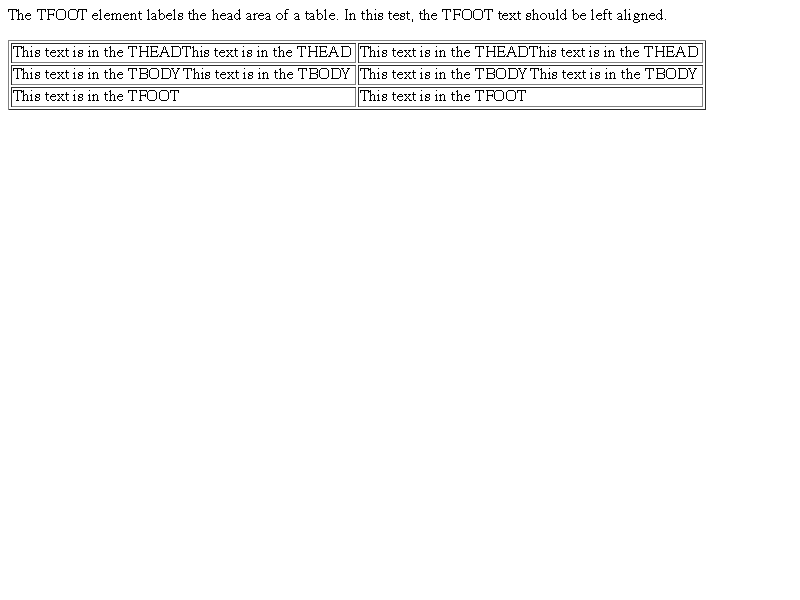 The TFOOT element labels the head area of a table. In this test, the TFOOT text should be left aligned.
This text is in the THEADThis text is in the THEAD This text is in the THEADThis text is in the THEAD
This text is in the TBODY This text is in the TBODY This text is in the TBODY This text is in the TBODY
This text is in the TFOOT This text is in the TFOOT